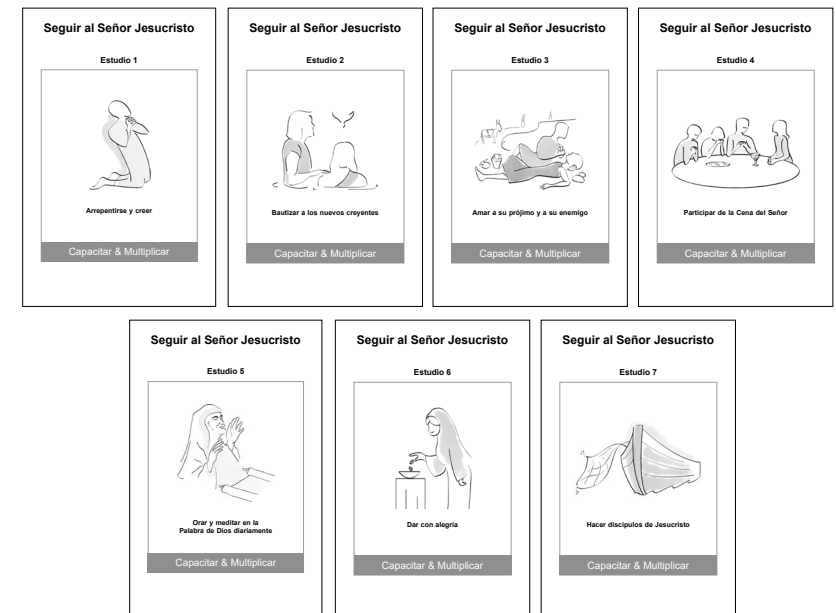 Seguir al Señor Jesucristo
Estudio 1
Arrepentirse y creer
Capacitar & Multiplicar
Seguir al Señor Jesucristo
Estudio 2
Bautizar a los nuevos creyentes
Capacitar & Multiplicar
Seguir al Señor Jesucristo
Estudio 3
Amar a su prójimo y a su enemigo
Capacitar & Multiplicar
Seguir al Señor Jesucristo
Estudio 4
Participar de la Cena del Señor
Capacitar & Multiplicar
Seguir al Señor Jesucristo
Estudio 5
Orar y meditar en la
Palabra de Dios diariamente
Capacitar & Multiplicar
Seguir al Señor Jesucristo
Estudio 6
Dar con alegría
Capacitar & Multiplicar
Seguir al Señor Jesucristo
Estudio 7
Hacer discípulos de Jesucristo
Capacitar & Multiplicar